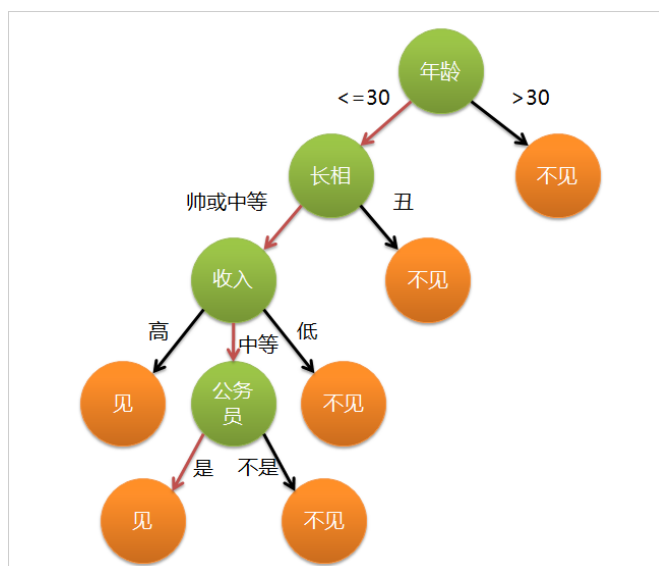 年龄
<=30
>30
长相
不见
帅或中等
丑
收入
不见
高
中等
低
见
公务
员
不见
是
不是
见
不见